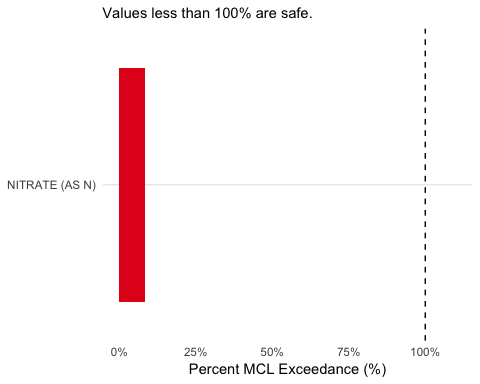 Values less than 100% are safe.
NITRATE (AS N)
0% 25% 50% 75% 100%
Percent MCL Exceedance (%)